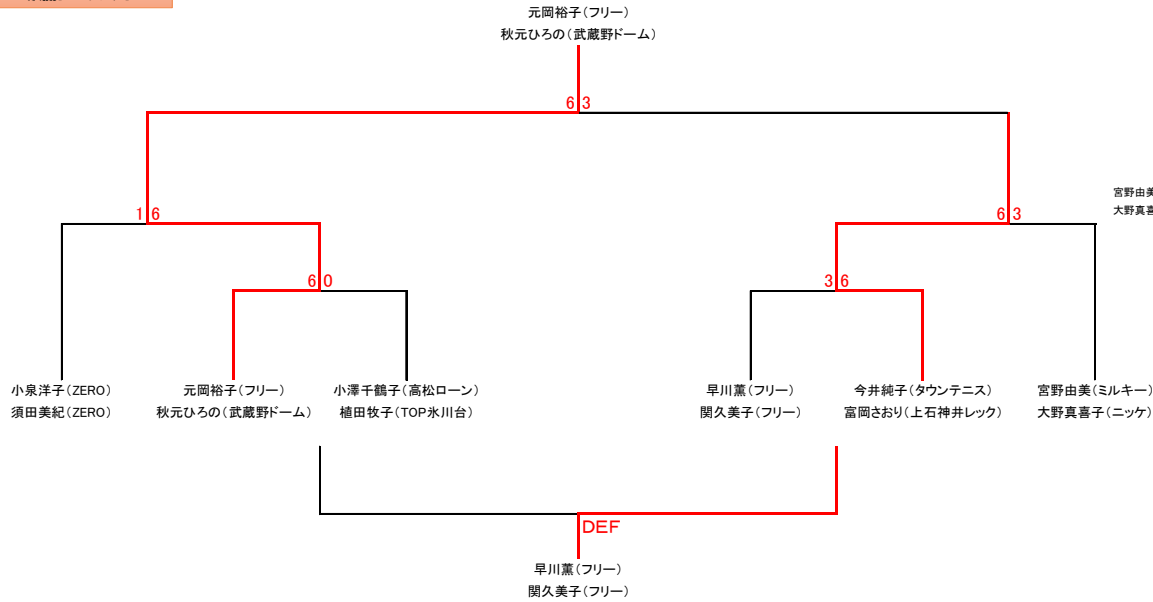 元岡裕子(フリー)
秋元ひろの(武蔵野ドーム)
6 3
宮野由美
大野真喜
1 6
6 3
6 0
3 6
小泉洋子(ZERO)
須田美紀(ZERO)
元岡裕子(フリー)
秋元ひろの(武蔵野ドーム)
小澤千鶴子(高松ローン)
植田牧子(TOP氷川台)
早川薫(フリー)
関久美子(フリー)
今井純子(タウンテニス)
富岡さおり(上石神井レック)
宮野由美(ミルキー)
大野真喜子(ニッケ)
DEF
早川薫(フリー)
関久美子(フリー)